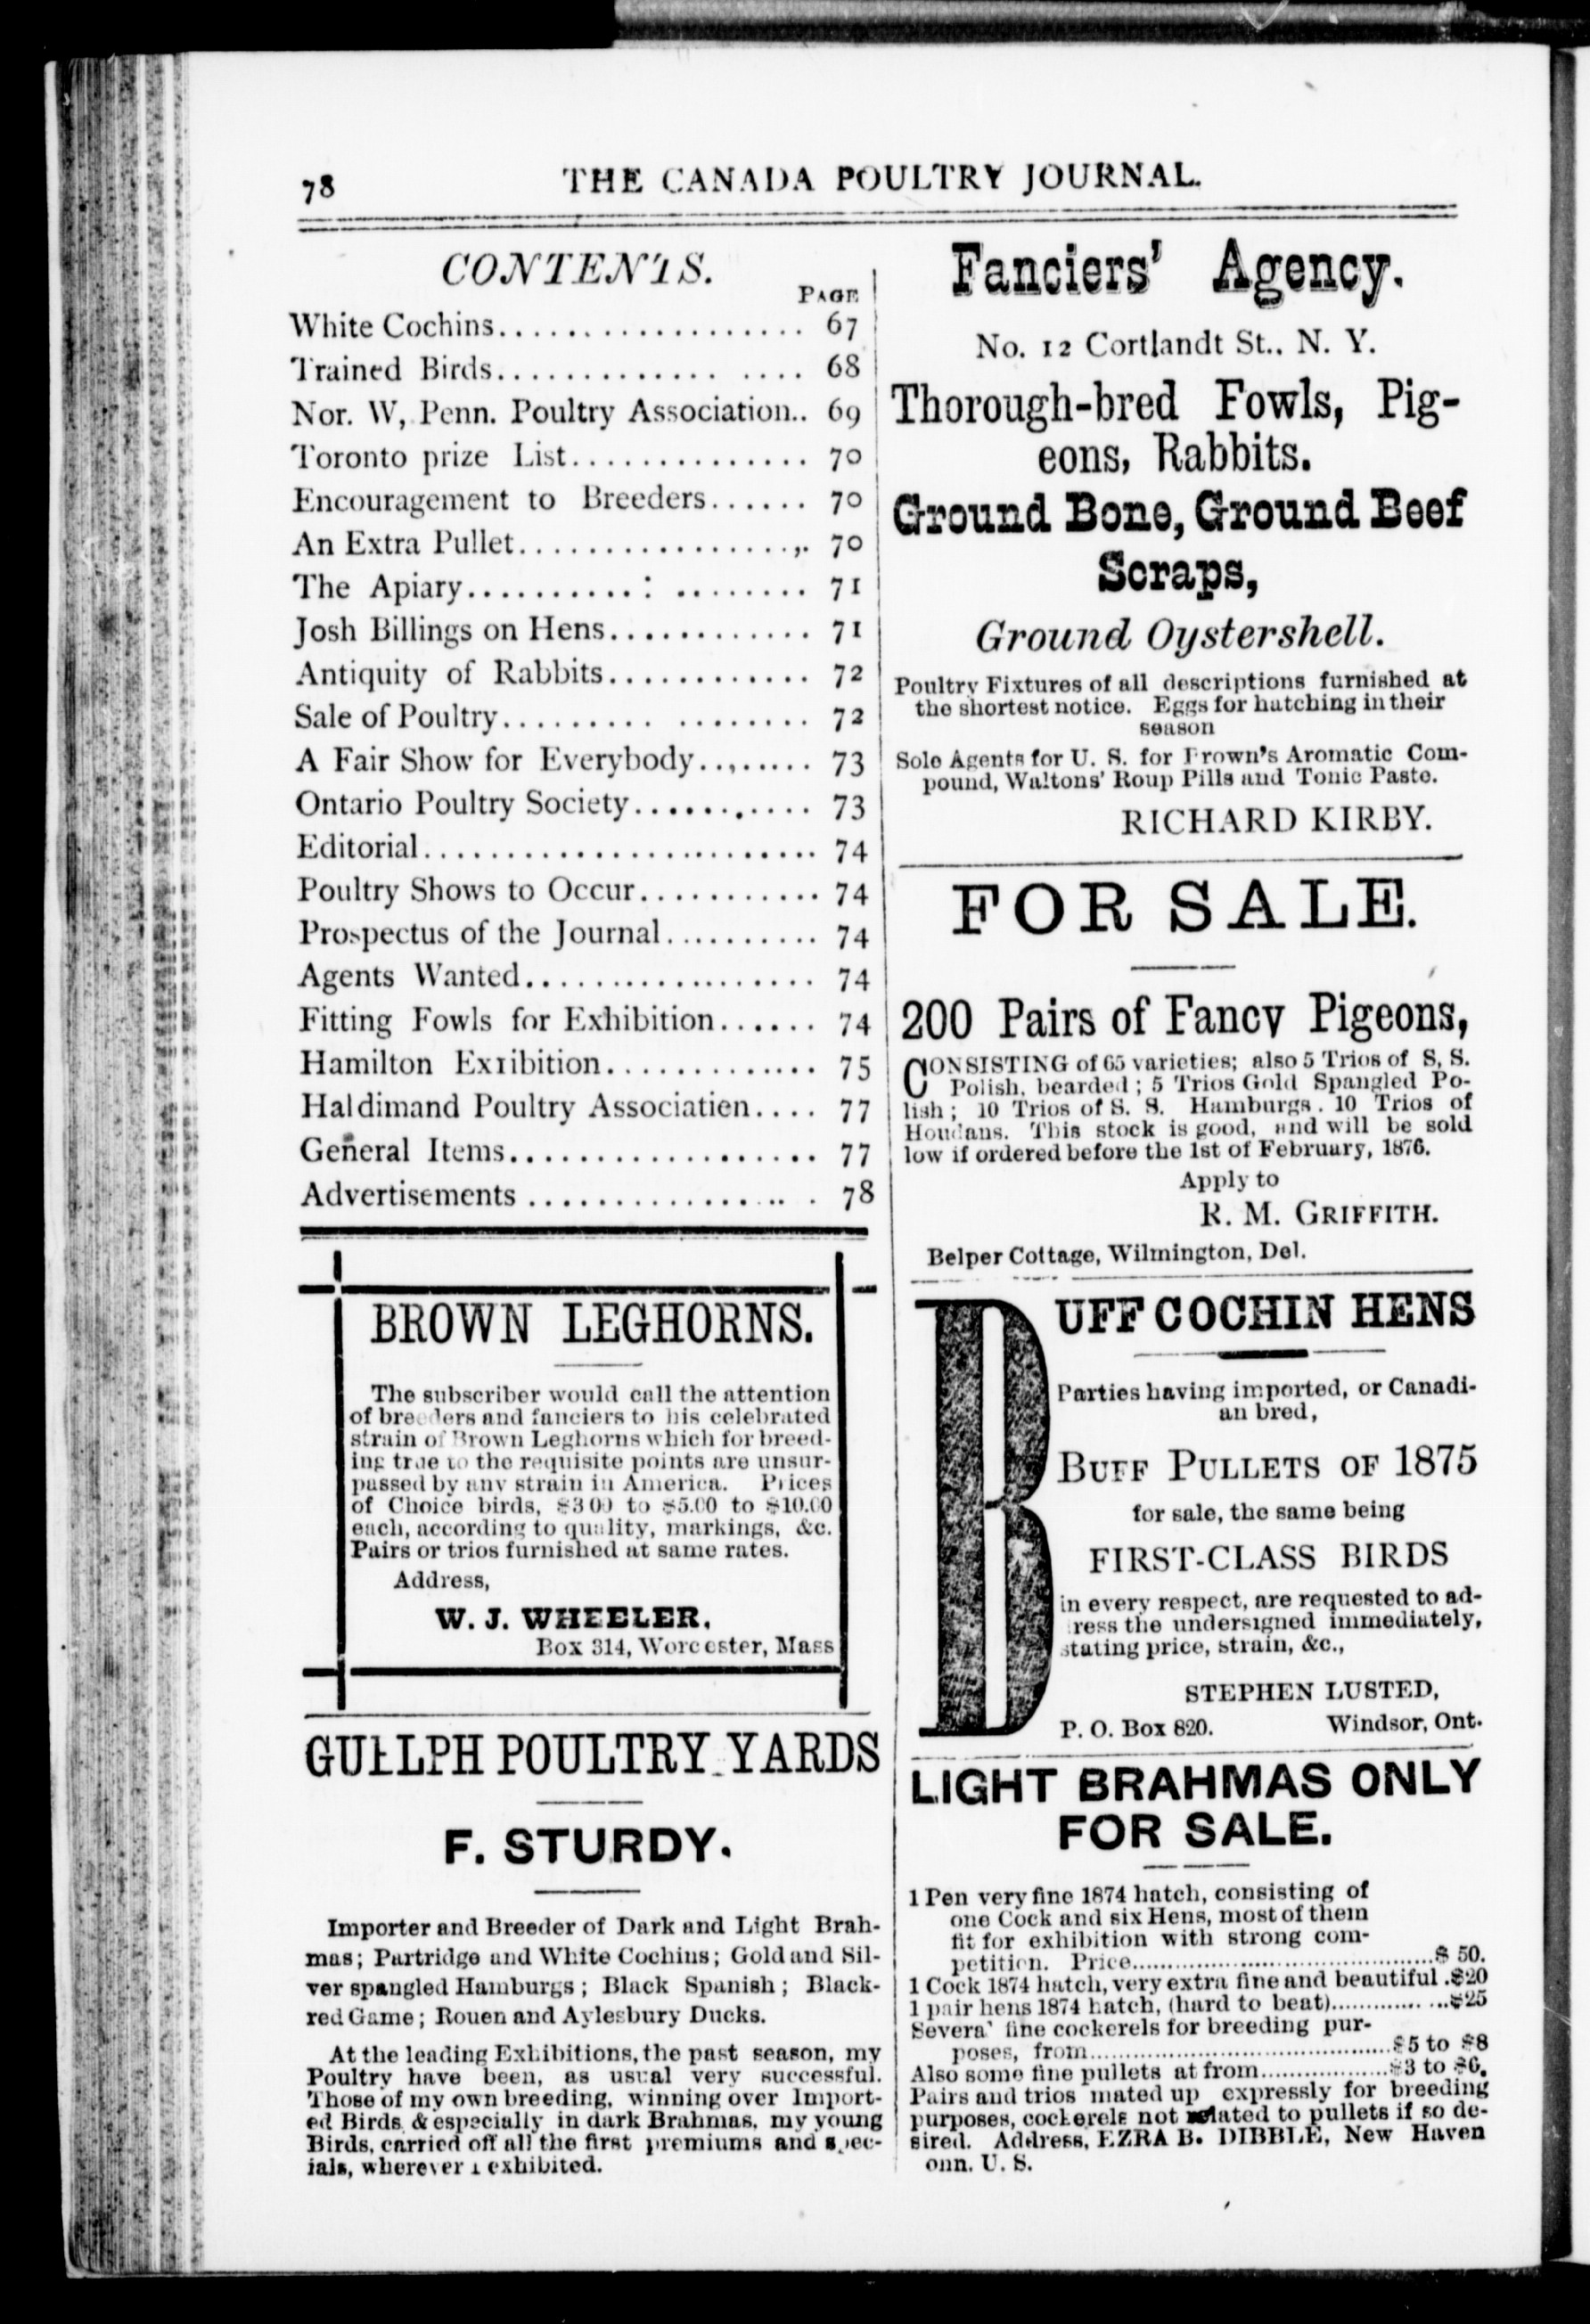 78
THE CANADA POULTRY JOURNAL.
CONTENTS.
PAGE
White Cochins.................. 67
Trained Birds............. .... 68
Nor. W, Penn. Poultry Association.. 69
Toronto prize List.............. 70
Encouragement to Breeders...... 70
An Extra Pullet................,. 70
The Apiary..........: ........ 71
Josh Billings on Hens............ 71
Antiquity of Rabbits............ 72
Sale of Poultry......... ........ 72
A Fair Show for Everybody..,..... 73
Ontario Poultry Society......,.... 73
Editorial........................ 74
Poultry Shows to Occur........... 74
Prospectus of the Journal.......... 74
Agents Wanted................. 74
Fitting Fowls for Exhibition...... 74
Hamilton Exiibition............. 75
Haldimand Poultry Associatien.... 77
General Items.................. 77
Advertisements ................. . 78
BROWN LEGHORNS.
The subscriber would call the attention
of breeders and fanciers to his celebrated
strain of Brown Leghorns which for breed-
ing true to the requisite points are unsur-
passed by any strain in America. Prices
of Choice birds, $3 00 to $5.00 to $10.00
each, according to quality, markings, &c.
Pairs or trios furnished at same rates.
Address,
W. J. WHEELER.
Box 314, Worcester, Mass
GUELPH POULTRY YARDS
F. STURDY.
Importer and Breeder of Dark and Light Brah-
mas; Partridge and White Cochins; Gold and Sil-
ver spangled Hamburgs; Black Spanish; Black-
red Game; Rouen and Aylesbury Ducks.
At the leading Exhibitions, the past season, my
Poultry have been, as usual very successful.
Those of my own breeding, winning over Import-
ed Birds. & especially in dark Brahmas, my young
Birds, carried off all the first premiums and spec-
ials, wherever I exhibited.
Fanciers' Agency.
No. 12 Cortlandt St.. N. Y.
Thorough-bred Fowls, Pig-
eons, Rabbits.
Ground Bone, Ground Beef
Scraps,
Ground Oystershell.
Poultry Fixtures of all descriptions furnished at
the shortest notice. Eggs for hatching in their
season
Sole Agents for U. S. for Brown's Aromatic Com-
pound, Waltons' Roup Pills and Tonic Paste.
RICHARD KIRBY.
FOR SALE.
200 Pairs of Fancy Pigeons,
CONSISTING of 65 varieties; also 5 Trios of S, S.
Polish, bearded; 5 Trios Gold Spangled Po-
lish; 10 Trios of S. S. Hamburgs. 10 Trios of
Houdans. This stock is good, and will be sold
low if ordered before the 1st of February, 1876.
Apply to
R. M. GRIFFITH.
Belper Cottage, Wilmington, Del.
BUFF COCHIN HENS
Parties having imported, or Canadi-
an bred,
BUFF PULLETS OF 1875
for sale, the same being
FIRST-CLASS BIRDS
in every respect, are requested to ad-
ress the undersigned immediately,
stating price, strain, &c.,
STEPHEN LUSTED,
P. O. Box 820. Windsor, Ont.
LIGHT BRAHMAS ONLY
FOR SALE.
1 Pen very fine 1874 hatch, consisting of
one Cock and six Hens, most of them
fit for exhibition with strong com-
petition. Price..........$ 50.
1 Cock 1874 hatch, very extra fine and beautiful .$20
1 pair hens 1874 hatch, (hard to beat)..........$25
Several fine cockerels for breeding pur-
poses, from..........$5 to $8
Also some fine pullets at from..........$3 to $6.
Pairs and trios mated up expressly for breeding
purposes, cockerels not related to pullets if so de-
sired. Address, EZRA B. DIBBLE, New Haven
onn. U. S.